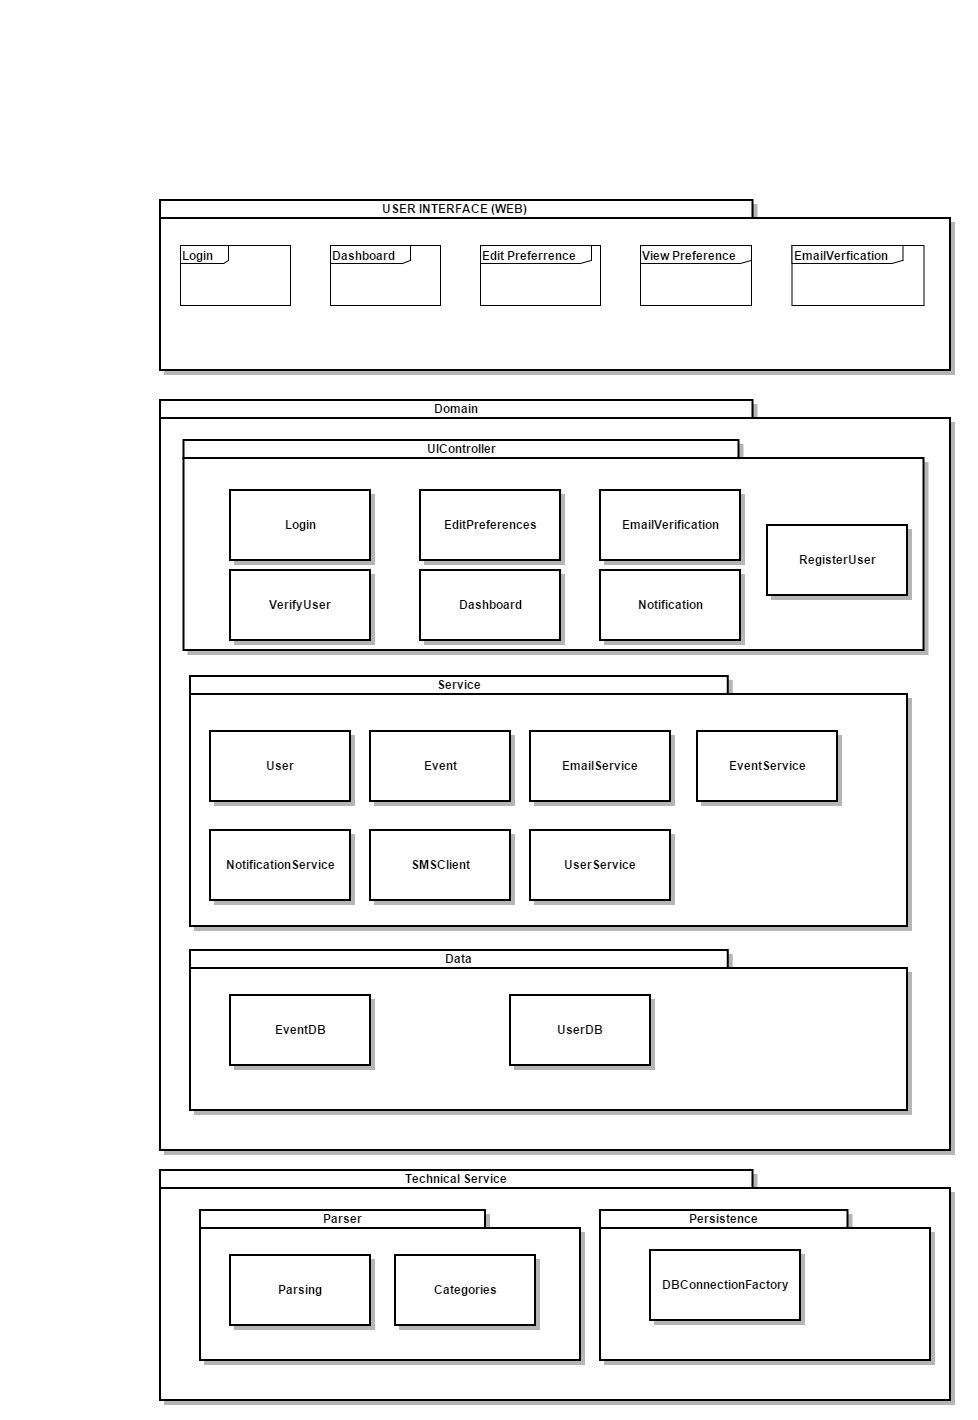 USER INTERFACE (WEB)
Login
Dashboard
Edit Preferrence
View Preference
EmailVerfication
Domain
UIController
Login
EditPreferences
EmailVerification
RegisterUser
VerifyUser
Dashboard
Notification
Service
User
Event
EmailService
EventService
NotificationService
SMSClient
UserService
Data
EventDB
UserDB
Technical Service
Parser
Persistence
Parsing
Categories
DBConnectionFactory